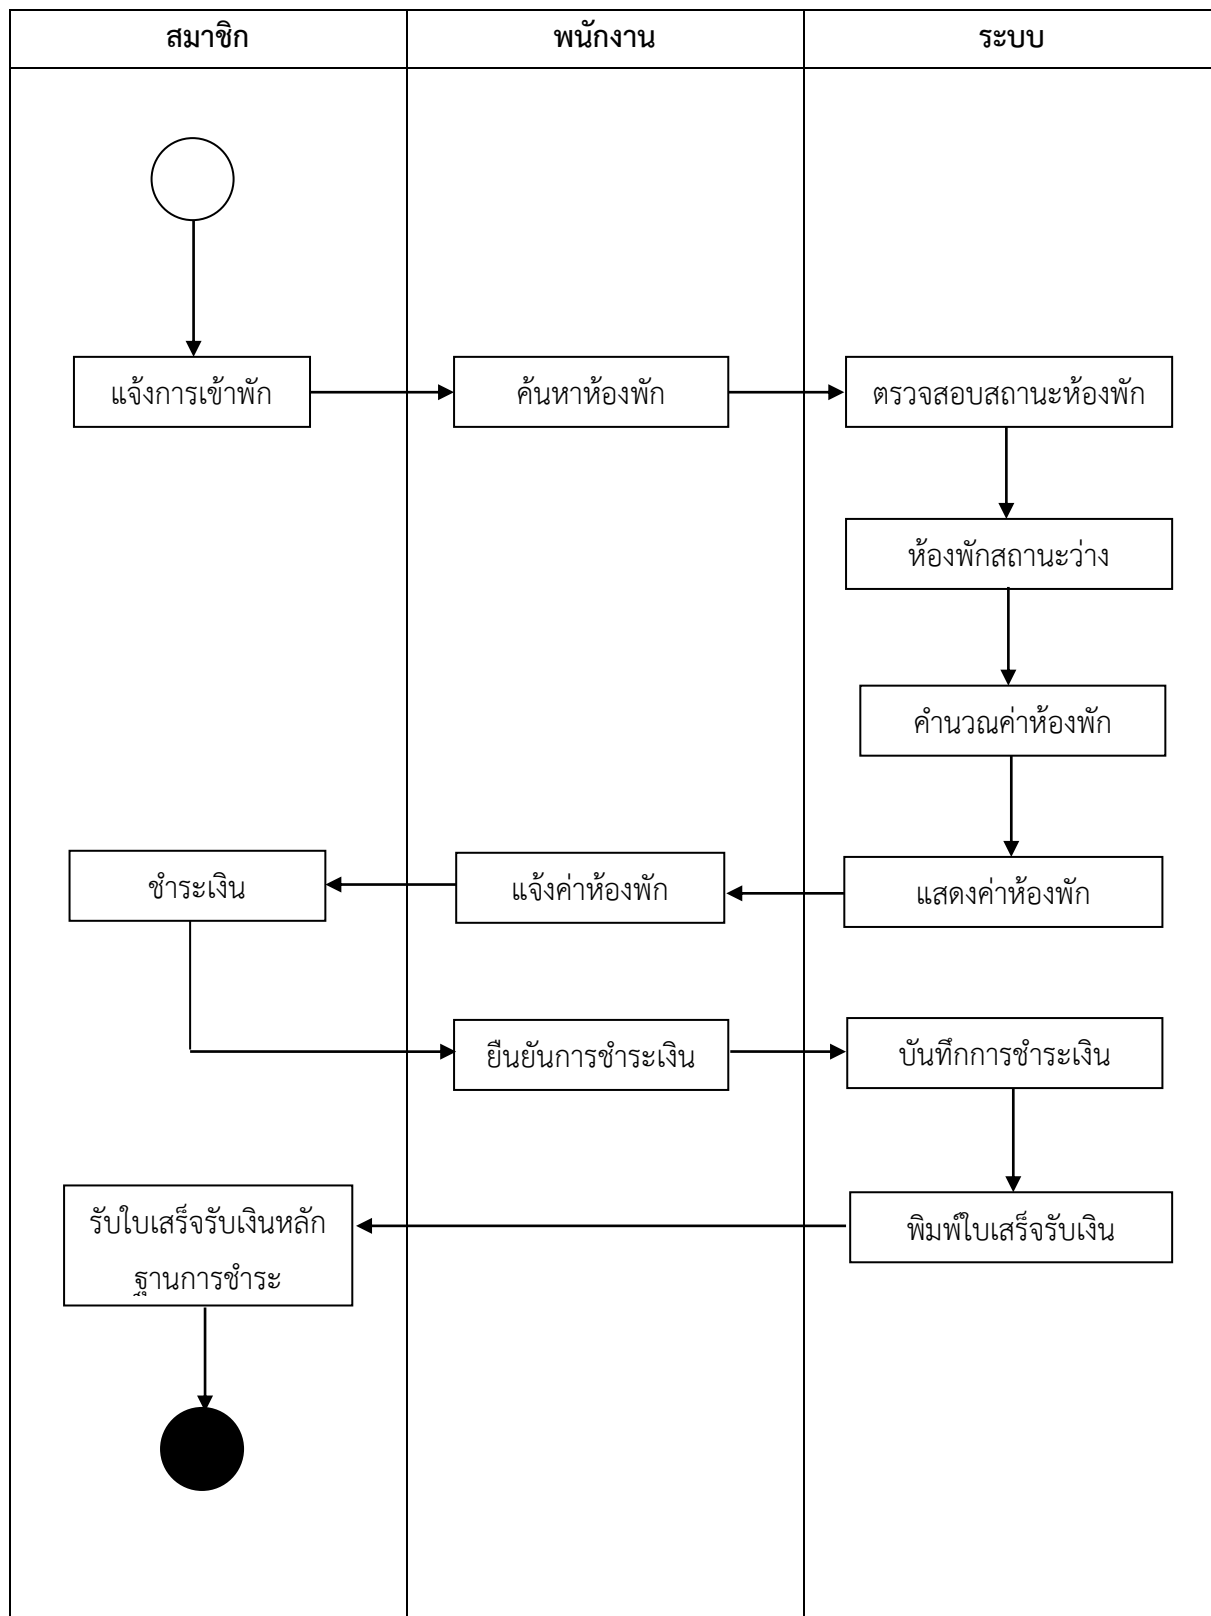 สมาชิก
พนักงาน
ระบบ
แจ้งการเข้าพัก
ค้นหาห้องพัก
ตรวจสอบสถานะห้องพัก
ห้องพักสถานะว่าง
คำนวณค่าห้องพัก
ชำระเงิน
แจ้งค่าห้องพัก
แสดงค่าห้องพัก
ยืนยันการชำระเงิน
บันทึกการชำระเงิน
รับใบเสร็จรับเงินหลัก
ฐานการชำระ
พิมพ์ใบเสร็จรับเงิน